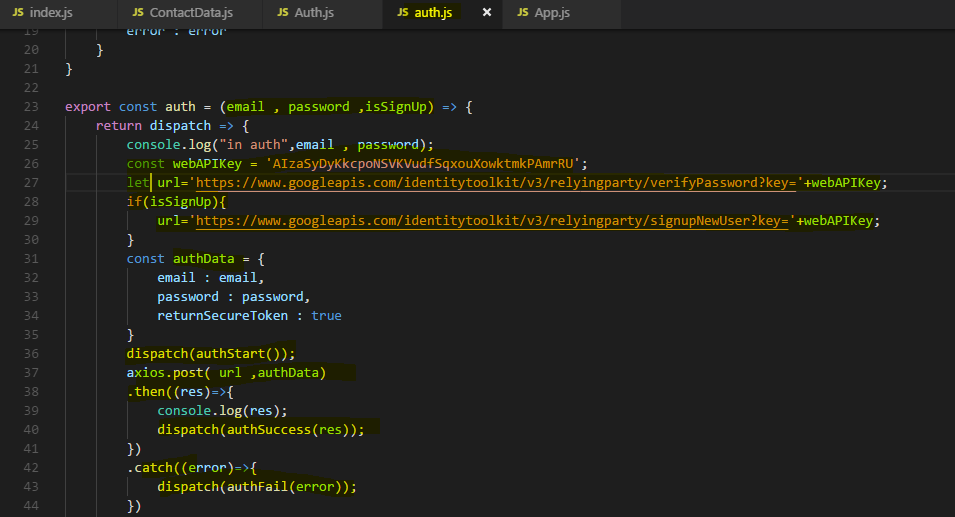 JS index.js JS ContactData.js JS Auth.js JS auth.js × JS App.js
19 error : error
20 }
21 }
22
23 export const auth = (email , password ,isSignUp) => {
24 return dispatch => {
25 console.log("in auth",email , password);
26 const webAPIKey = 'AIzaSyDyKkcpoNSVKVudfSqxouXowktmkPAmrRU';
27 let url='https://www.googleapis.com/identitytoolkit/v3/relyingparty/verifyPassword?key='+webAPIKey;
28 if(isSignUp){
29 url='https://www.googleapis.com/identitytoolkit/v3/relyingparty/signupNewUser?key='+webAPIKey;
30 }
31 const authData = {
32 email : email,
33 password : password,
34 returnSecureToken : true
35 }
36 dispatch(authStart());
37 axios.post( url ,authData)
38 .then((res)=>{
39 console.log(res);
40 dispatch(authSuccess(res));
41 })
42 .catch((error)=>{
43 dispatch(authFail(error));
44 })